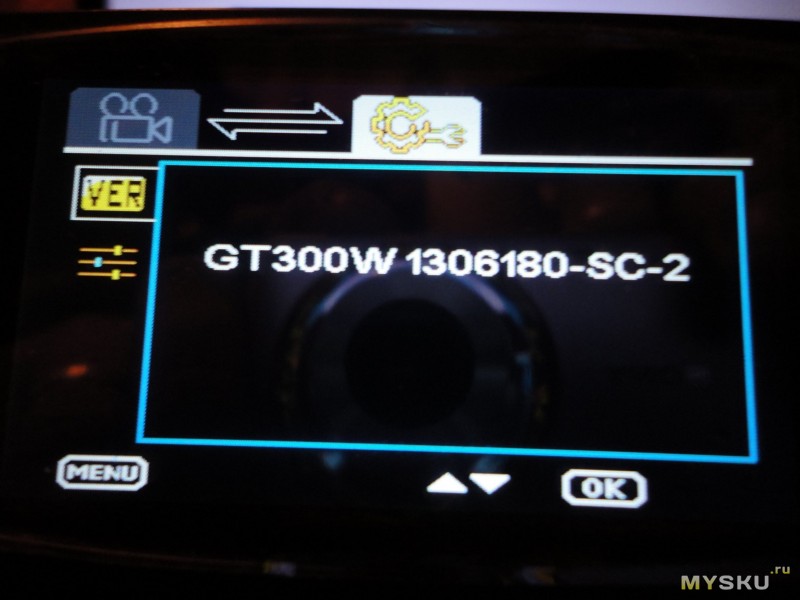 VER
GT300W 1306180-SC-2
MENU
OK
MYSKU.ru